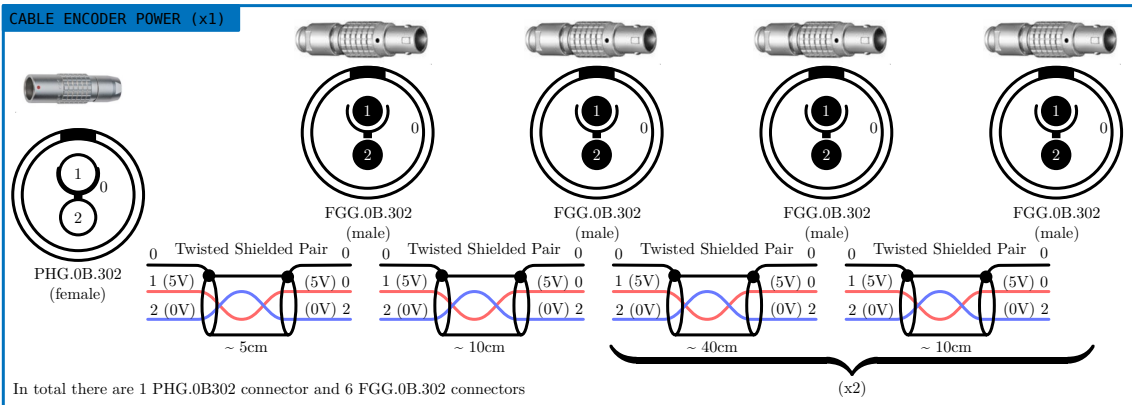 CABLE ENCODER POWER (x1)
1
0
2
PHG.0B.302
(female)
1
0
2
FGG.0B.302
(male)
1
0
2
FGG.0B.302
(male)
1
0
2
FGG.0B.302
(male)
1
0
2
FGG.0B.302
(male)
0 Twisted Shielded Pair 0
1 (5V) (5V) 0
2 (0V) (0V) 2
~ 5cm
0 Twisted Shielded Pair 0
1 (5V) (5V) 0
2 (0V) (0V) 2
~ 10cm
0 Twisted Shielded Pair 0
1 (5V) (5V) 0
2 (0V) (0V) 2
~ 40cm
0 Twisted Shielded Pair 0
1 (5V) (5V) 0
2 (0V) (0V) 2
~ 10cm
(x2)
In total there are 1 PHG.0B302 connector and 6 FGG.0B.302 connectors